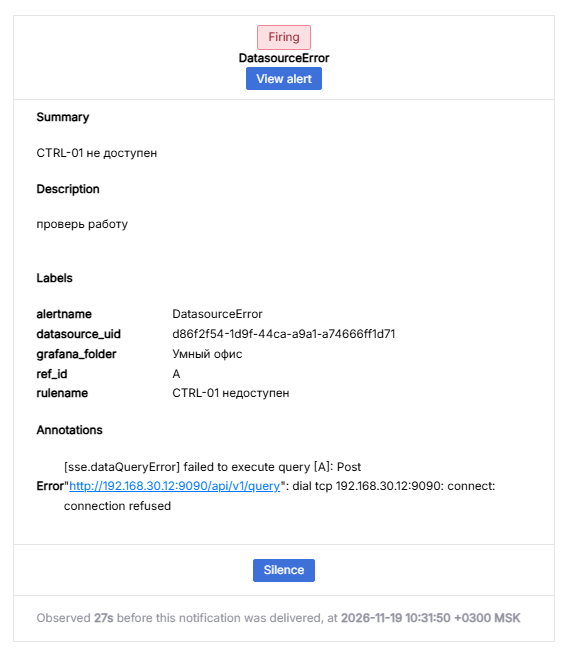 Firing
DatasourceError
View alert
Summary
CTRL-01 не доступен
Description
проверь работу
Labels
alertname DatasourceError
datasource_uid d86f2f54-1d9f-44ca-a9a1-a74666ff1d71
grafana_folder Умный офис
ref_id A
rulename CTRL-01 недоступен
Annotations
[sse.dataQueryError] failed to execute query [A]: Post
Error "http://192.168.30.12:9090/api/v1/query": dial tcp 192.168.30.12:9090: connect:
connection refused
Silence
Observed 27s before this notification was delivered, at 2026-11-19 10:31:50 +0300 MSK